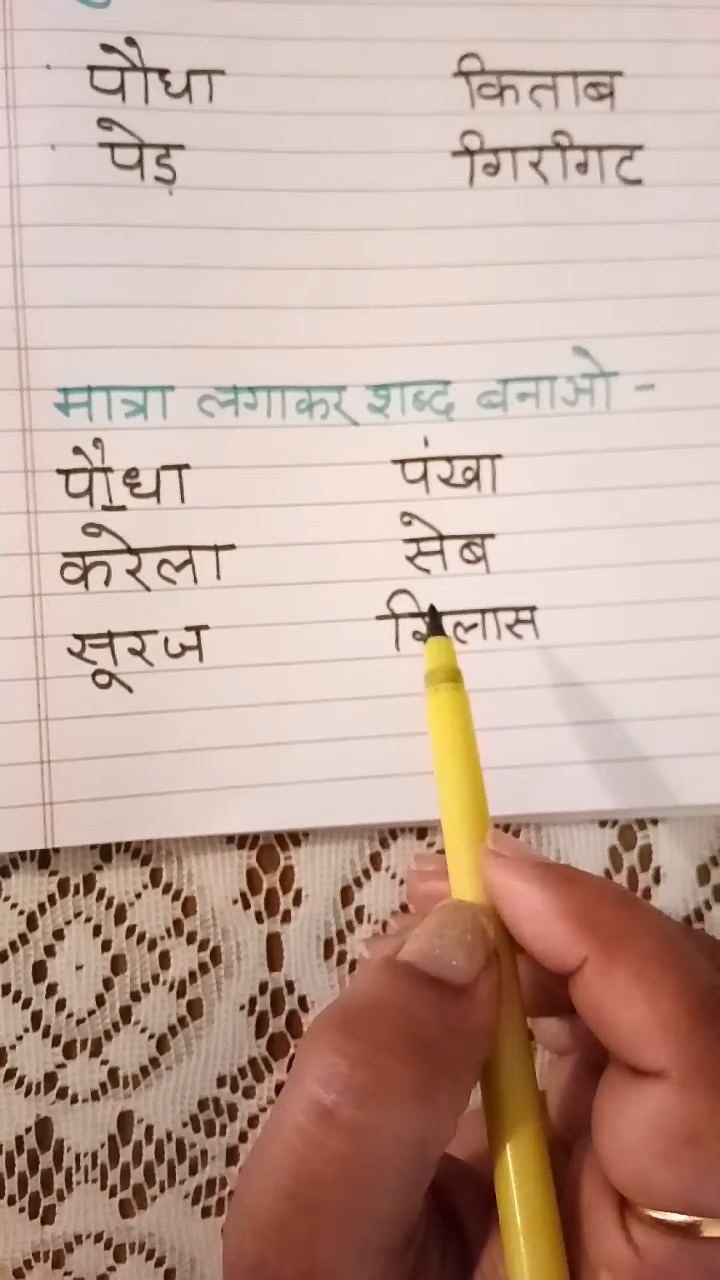 पौधा किताब
पेड़ गिरगिट
मात्रा लगाकर शब्द बनाओ -
पौधा पंखा
करेला सेब
सूरज गिलास